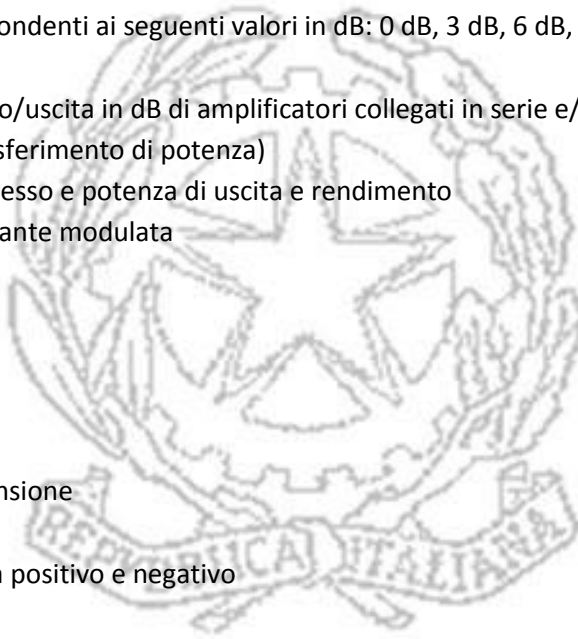 ondenti ai seguenti valori in dB: 0 dB, 3 dB, 6 dB,
o/uscita in dB di amplificatori collegati in serie e/
sferimento di potenza)
esso e potenza di uscita e rendimento
ante modulata
nsione
positivo e negativo
REPVBBLICA ITALIANA